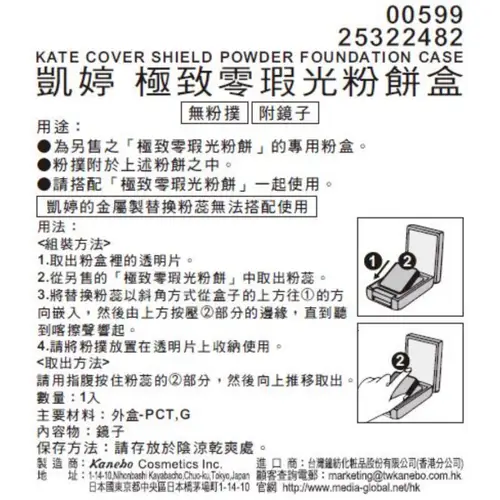 00599
25322482
KATE COVER SHIELD POWDER FOUNDATION CASE
凱婷 極致零瑕光粉餅盒
無粉撲 附鏡子
用途：
●為另售之「極致零瑕光粉餅」的專用粉盒。
●粉撲附於上述粉餅之中。
●請搭配「極致零瑕光粉餅」一起使用。
凱婷的金屬製替換粉蕊無法搭配使用
用法：
<組裝方法>
1.取出粉盒裡的透明片。
2.從另售的「極致零瑕光粉餅」中取出粉蕊。
3.將替換粉蕊以斜角方式從盒子的上方往①的方
向嵌入，然後由上方按壓②部分的邊緣，直到聽
到喀擦聲響起。
4.請將粉撲放置在透明片上收納使用。
<取出方法>
請用指腹按住粉蕊的②部分，然後向上推移取出。
❶ ❷
❷
數量：1入
主要材料：外盒-PCT,G
內容物：鏡子
保存方法：請存放於陰涼乾爽處。
製造商：Kanebo Cosmetics Inc.
地址：1-14-10,Nihonbashi Kayabacho,Chuo-ku,Tokyo,Japan
日本國東京都中央區日本橋茅場町1-14-10
進口商：台灣鐘紡化粧品股份有限公司(香港分公司)
顧客查詢電郵：marketing@twkanebo.com.hk
官網 http://www.media-global.net/hk